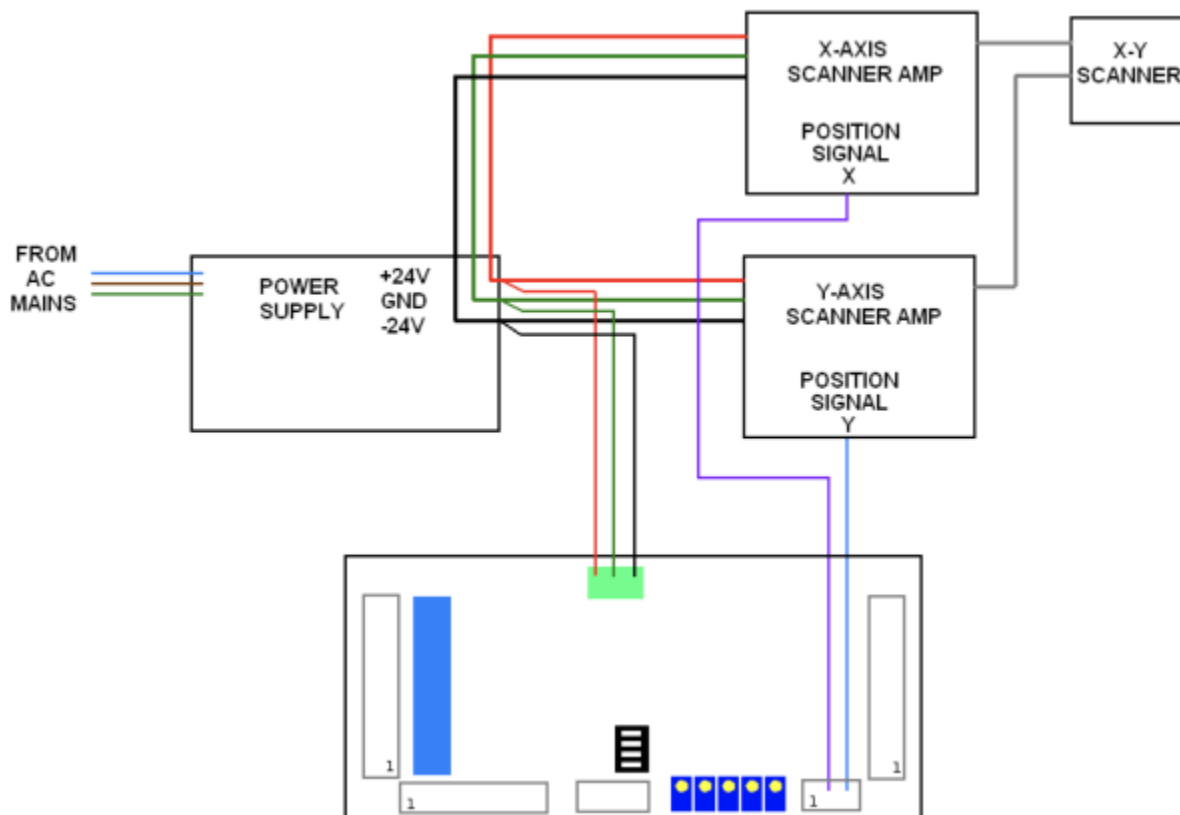 X-AXIS
SCANNER AMP
POSITION
SIGNAL
X
X-Y
SCANNER
FROM
AC
MAINS
POWER
SUPPLY
+24V
GND
-24V
Y-AXIS
SCANNER AMP
POSITION
SIGNAL
Y
1
1
1
1